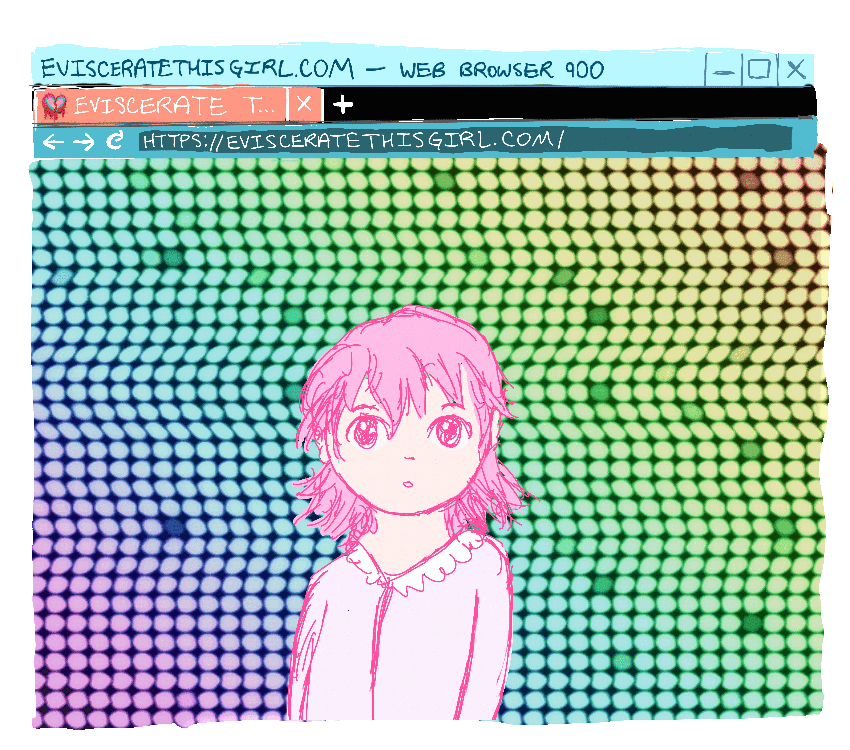 EVISCERATETHISGIRL.COM — WEB BROWSER 900
EVISCERATE T...
HTTPS://EVISCERATETHISGIRL.COM/